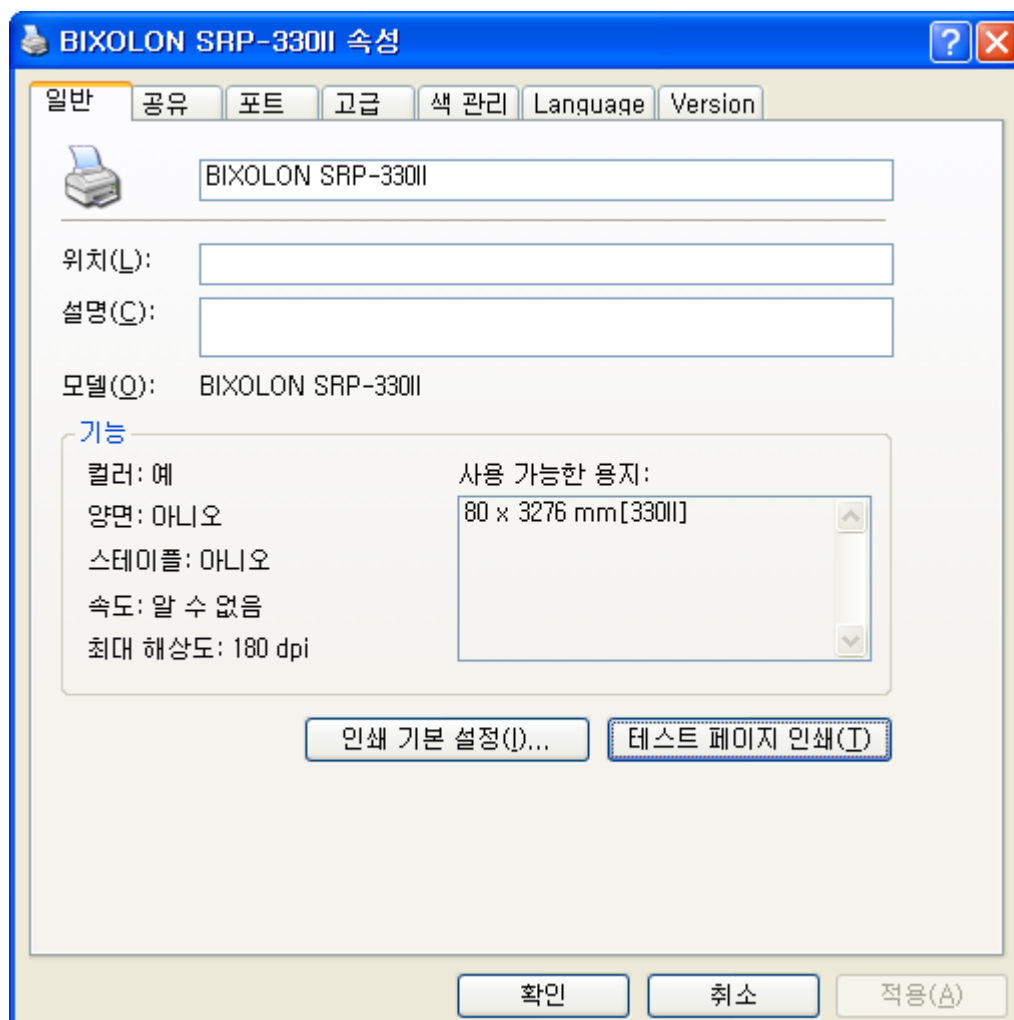 BIXOLON SRP-330II 속성
일반 공유 포트 고급 색 관리 Language Version
BIXOLON SRP-330II
위치(L):
설명(C):
모델(O): BIXOLON SRP-330II
기능
컬러: 예
사용 가능한 용지:
양면: 아니오
80 x 3276 mm[330II]
스테이플: 아니오
속도: 알 수 없음
최대 해상도: 180 dpi
인쇄 기본 설정(I)... 테스트 페이지 인쇄(T)
확인 취소 적용(A)